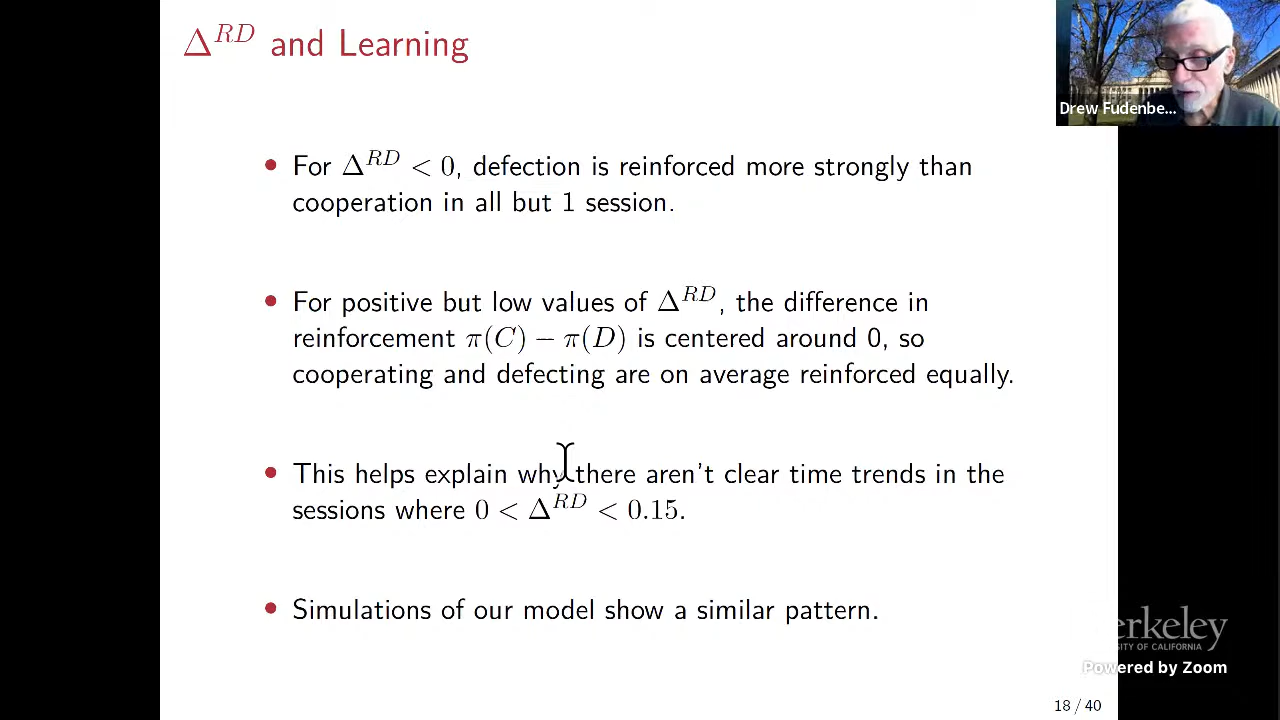 Δ^{RD} and Learning
Drew Fudenbe...
• For Δ^{RD} < 0, defection is reinforced more strongly than
cooperation in all but 1 session.
• For positive but low values of Δ^{RD}, the difference in
reinforcement π(C) − π(D) is centered around 0, so
cooperating and defecting are on average reinforced equally.
• This helps explain why there aren't clear time trends in the
sessions where 0 < Δ^{RD} < 0.15.
• Simulations of our model show a similar pattern.
erkeley
SITY OF CALIFORNIA
Powered by Zoom
18 / 40